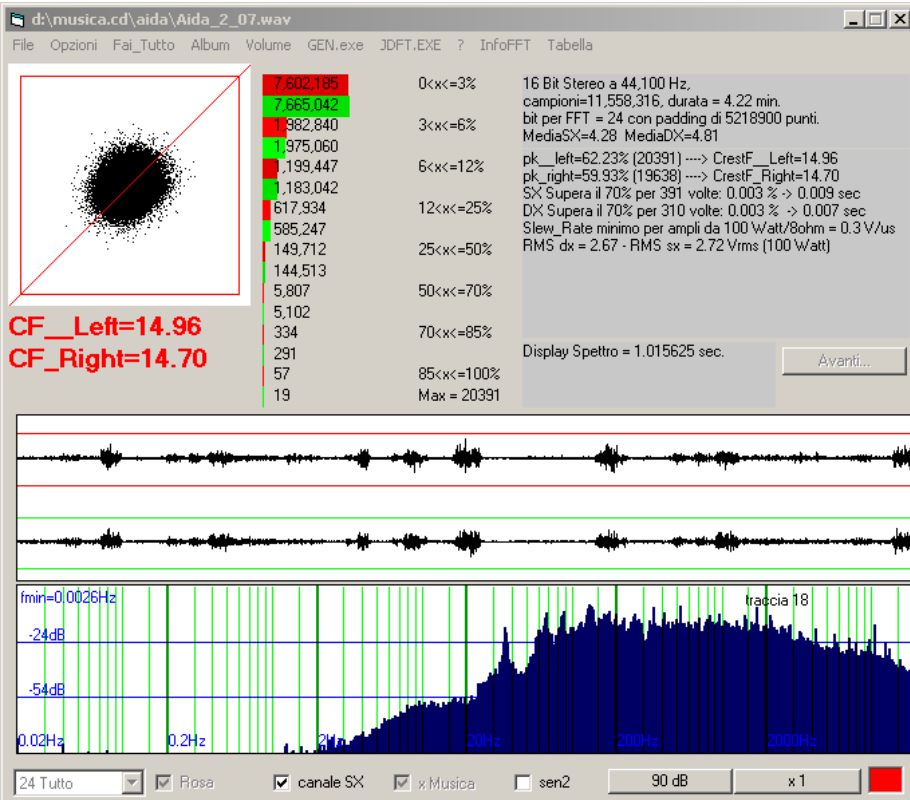 d:\musica.cd\aida\Aida_2_07.wav
File Opzioni Fai_Tutto Album Volume GEN.exe JDFT.EXE ? InfoFFT Tabella
7,602,185 0<x<=3%
7,665,042
1,982,840 3<x<=6%
1,975,060
1,199,447 6<x<=12%
1,183,042
617,934 12<x<=25%
585,247
149,712 25<x<=50%
144,513
5,807 50<x<=70%
5,102
334 70<x<=85%
291
57 85<x<=100%
19 Max = 20391
CF__Left=14.96
CF_Right=14.70
16 Bit Stereo a 44,100 Hz,
campioni=11,558,316, durata = 4.22 min.
bit per FFT = 24 con padding di 5218900 punti.
MediaSX=4.28 MediaDX=4.81
pk__left=62.23% (20391) ----> CrestF__Left=14.96
pk_right=59.93% (19638) ----> CrestF_Right=14.70
SX Supera il 70% per 391 volte: 0.003 % -> 0.009 sec
DX Supera il 70% per 310 volte: 0.003 % -> 0.007 sec
Slew_Rate minimo per ampli da 100 Watt/8ohm = 0.3 V/us
RMS dx = 2.67 - RMS sx = 2.72 Vrms (100 Watt)
Display Spettro = 1.015625 sec.
Avanti...
fmin=0.0026Hz
traccia 18
-24dB
-54dB
0.02Hz 0.2Hz 2Hz 20Hz 200Hz 2000Hz
24 Tutto Rosa canale SX x Musica sen2 90 dB x 1